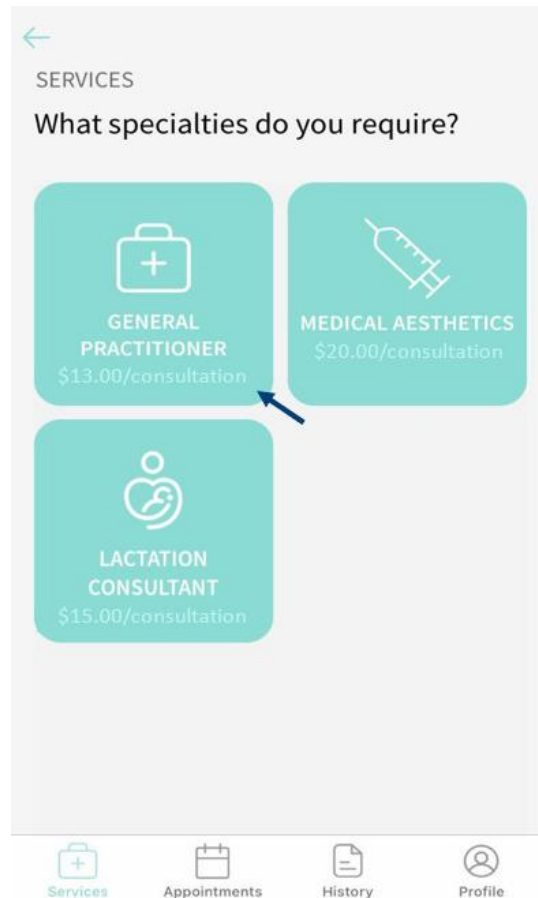 SERVICES
What specialties do you require?
GENERAL
PRACTITIONER
$13.00/consultation
MEDICAL AESTHETICS
$20.00/consultation
LACTATION
CONSULTANT
$15.00/consultation
Services
Appointments
History
Profile